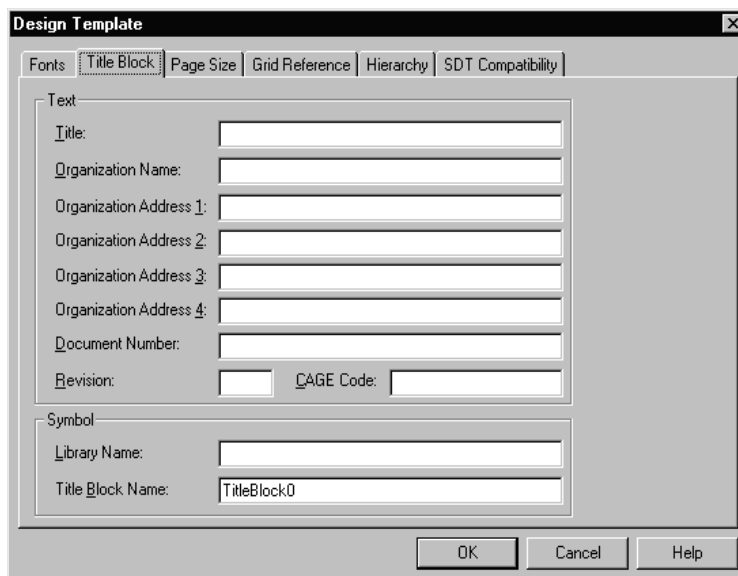 Design Template
Fonts Title Block Page Size Grid Reference Hierarchy SDT Compatibility
Text
Title:
Organization Name:
Organization Address 1:
Organization Address 2:
Organization Address 3:
Organization Address 4:
Document Number:
Revision: CAGE Code:
Symbol
Library Name:
Title Block Name: TitleBlock0
OK Cancel Help